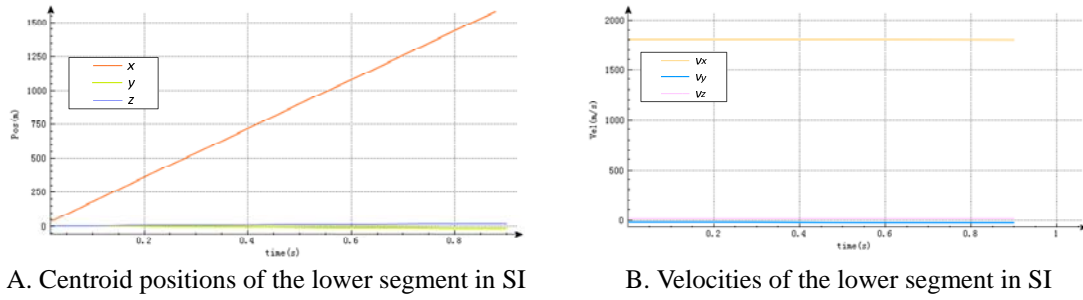 1500
1250
1000
750
500
250
0
Pos(m)
x
y
z
0.2
0.4
0.6
0.8
time(s)
A. Centroid positions of the lower segment in SI
2000
1500
1000
500
0
Vel(m/s)
Vx
Vy
Vz
0.2
0.4
0.6
0.8
1
time(s)
B. Velocities of the lower segment in SI